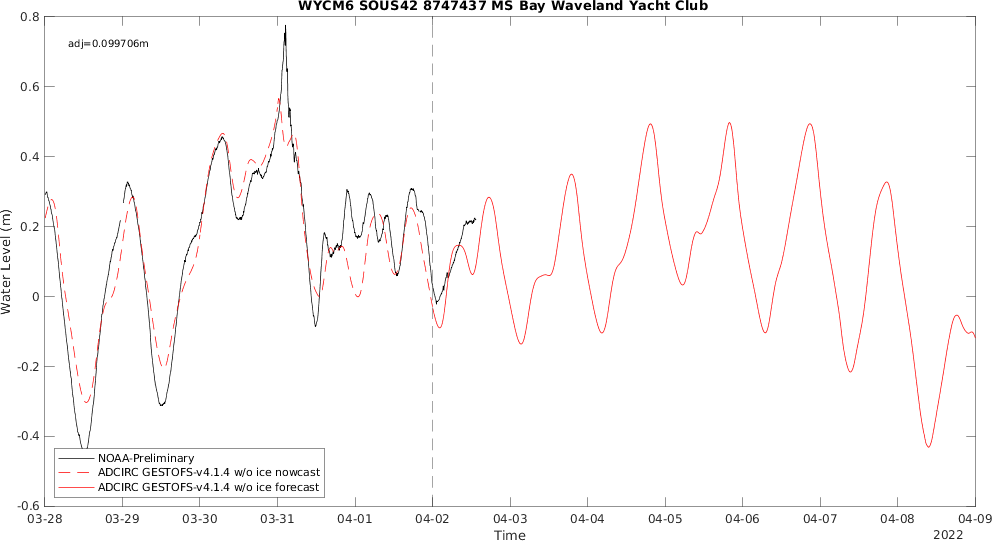 WYCM6 SOUS42 8747437 MS Bay Waveland Yacht Club
adj=0.099706m
Water Level (m)
0.8
0.6
0.4
0.2
0
-0.2
-0.4
-0.6
NOAA-Preliminary
ADCIRC GESTOFS-v4.1.4 w/o ice nowcast
ADCIRC GESTOFS-v4.1.4 w/o ice forecast
03-28 03-29 03-30 03-31 04-01 04-02 04-03 04-04 04-05 04-06 04-07 04-08 04-09
Time
2022